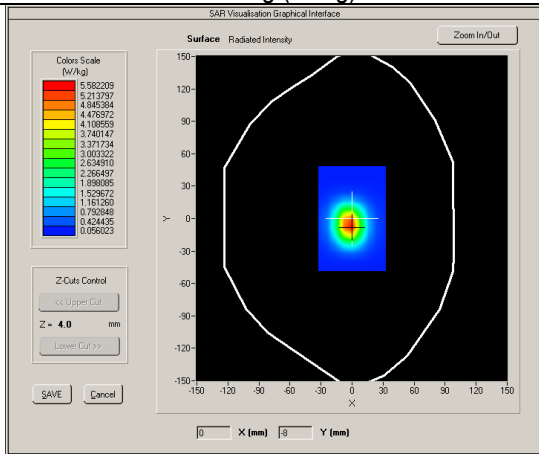 SAR Visualisation Graphical Interface
Surface Radiated Intensity
Zoom In/Out
Colors Scale
(W/kg)
5.582209
5.213797
4.845384
4.476972
4.108559
3.740147
3.371734
3.003322
2.634910
2.266497
1.898085
1.529672
1.161260
0.792848
0.424435
0.056023
Z-Cuts Control
<< Upper Cut
Z = 4.0 mm
Lower Cut >>
SAVE Cancel
150
120
90
60
30
0
-30
-60
-90
-120
-150
Y
-150 -120 -90 -60 -30 0 30 60 90 120 150
X
0 X (mm) -8 Y (mm)